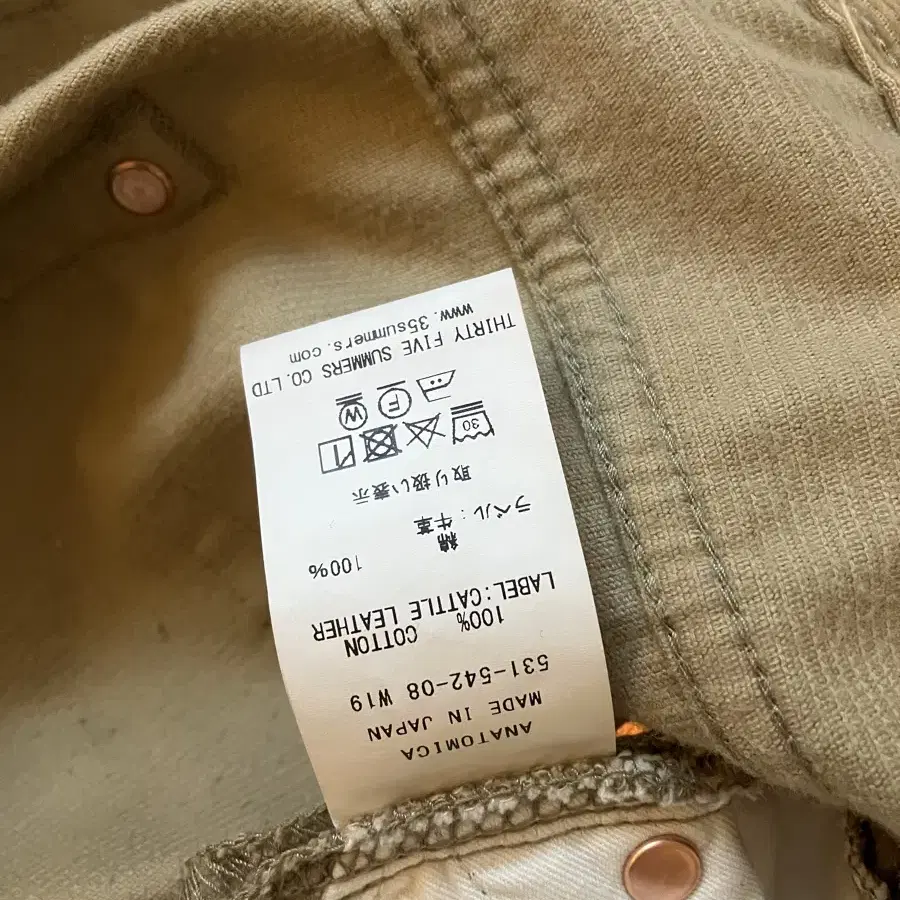 ANATOMICA
MADE IN JAPAN
531-542-08 W19
100% COTTON
LABEL:CATTLE LEATHER
綿 100%
ラベル:牛革
取り扱い表示
30
F W
THIRTY FIVE SUMMERS CO.LTD
www.35summers.com